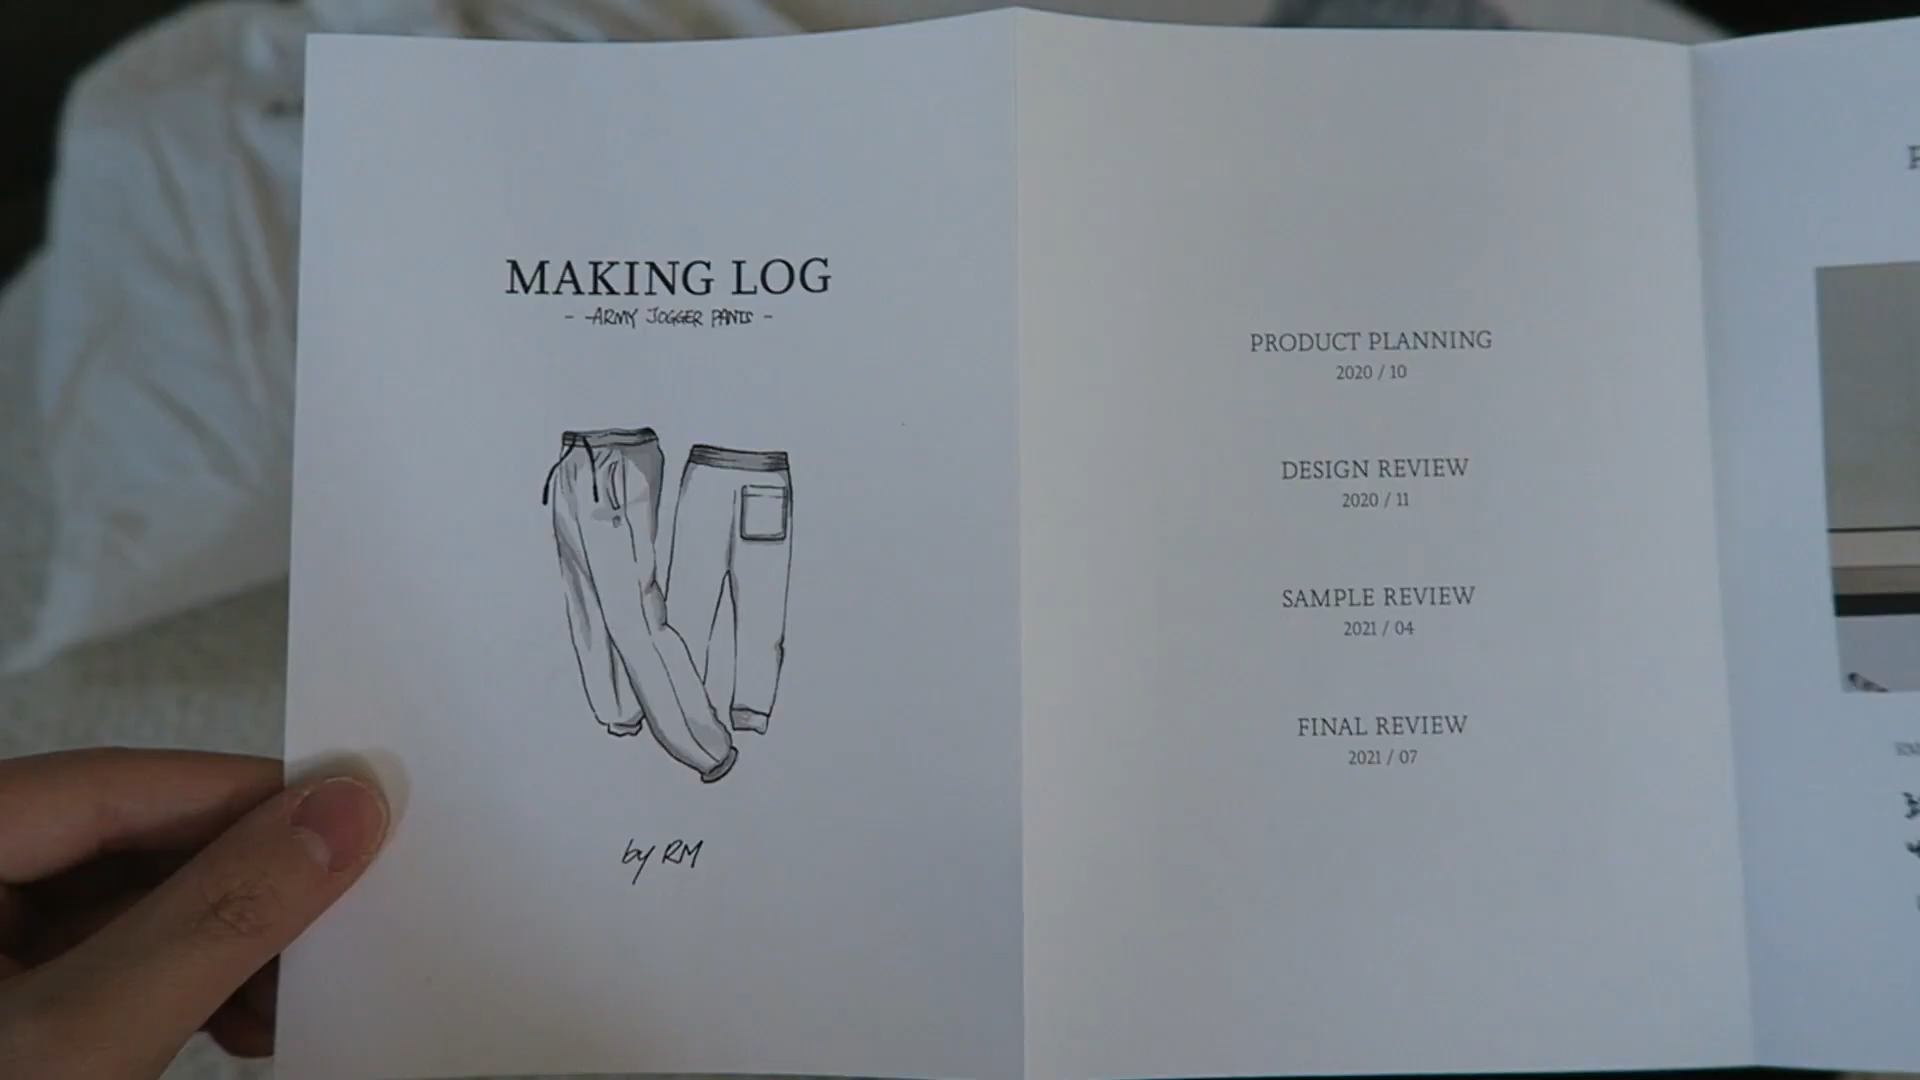 MAKING LOG
- ARMY JOGGER PANTS -
by RM
PRODUCT PLANNING
2020 / 10
DESIGN REVIEW
2020 / 11
SAMPLE REVIEW
2021 / 04
FINAL REVIEW
2021 / 07